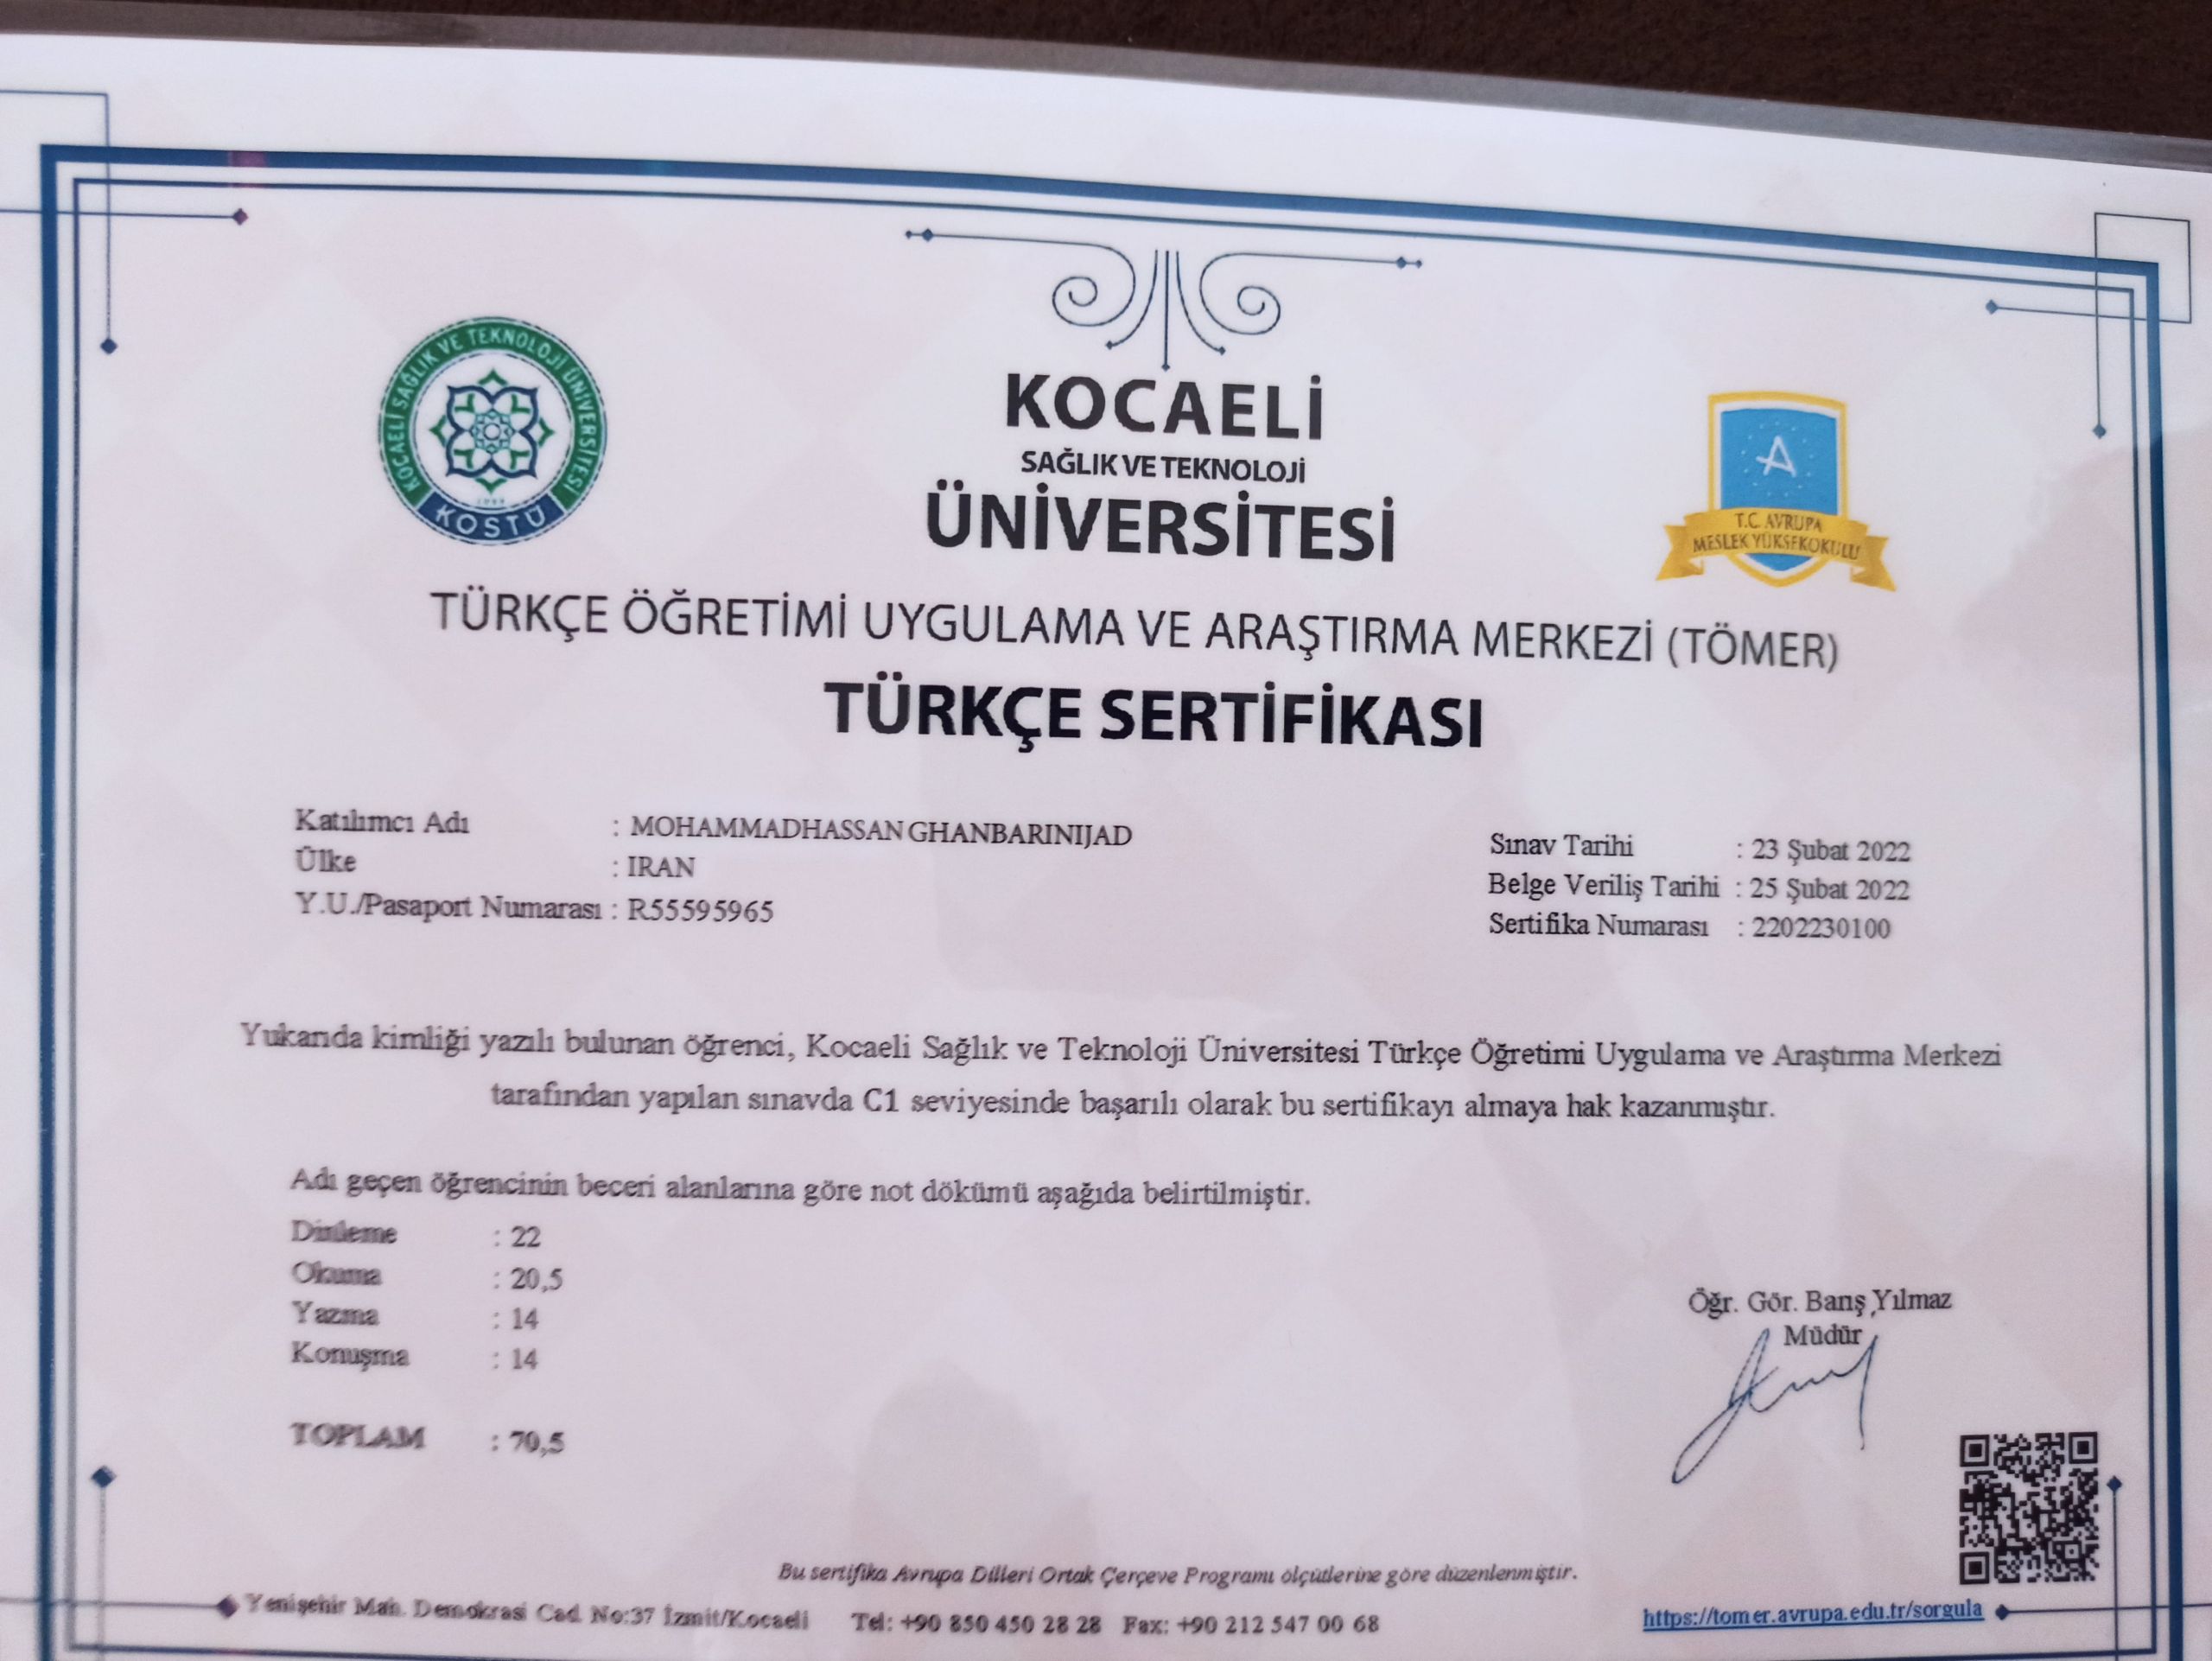 KOCAELİ SAĞLIK VE TEKNOLOJİ ÜNİVERSİTESİ
KOSTÜ
KOCAELİ
SAĞLIK VE TEKNOLOJİ
ÜNİVERSİTESİ
A
T.C. AVRUPA
MESLEK YÜKSEKOKULU
TÜRKÇE ÖĞRETİMİ UYGULAMA VE ARAŞTIRMA MERKEZİ (TÖMER)
TÜRKÇE SERTİFİKASI
Katılımcı Adı : MOHAMMADHASSAN GHANBARINIJAD
Ülke : IRAN
Y.U./Pasaport Numarası : R55595965
Sınav Tarihi : 23 Şubat 2022
Belge Veriliş Tarihi : 25 Şubat 2022
Sertifika Numarası : 2202230100
Yukarıda kimliği yazılı bulunan öğrenci, Kocaeli Sağlık ve Teknoloji Üniversitesi Türkçe Öğretimi Uygulama ve Araştırma Merkezi
tarafından yapılan sınavda C1 seviyesinde başarılı olarak bu sertifikayı almaya hak kazanmıştır.
Adı geçen öğrencinin beceri alanlarına göre not dökümü aşağıda belirtilmiştir.
Dinleme : 22
Okuma : 20,5
Yazma : 14
Konuşma : 14
TOPLAM : 70,5
Öğr. Gör. Barış Yılmaz
Müdür
Bu sertifika Avrupa Dilleri Ortak Çerçeve Programı ölçütlerine göre düzenlenmiştir.
Yenişehir Mah. Demokrasi Cad. No:37 İzmit/Kocaeli Tel: +90 850 450 28 28 Fax: +90 212 547 00 68
https://tomer.avrupa.edu.tr/sorgula